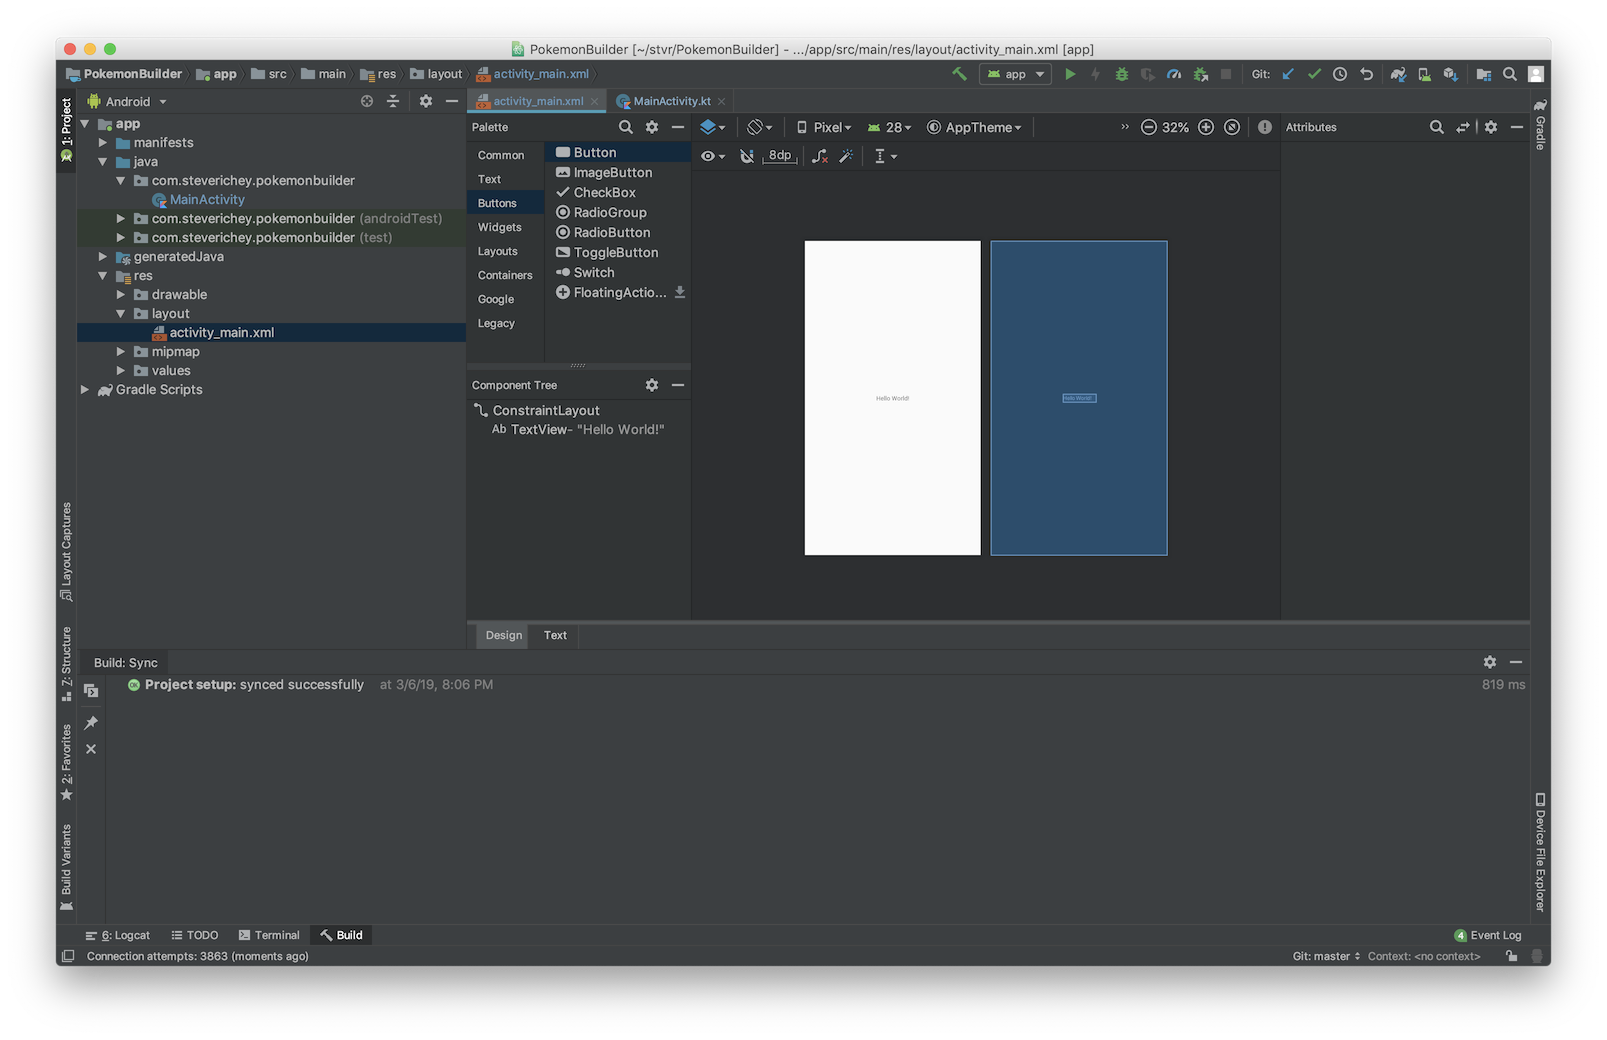 PokemonBuilder [~/stvr/PokemonBuilder] - .../app/src/main/res/layout/activity_main.xml [app]
PokemonBuilder app src main res layout activity_main.xml app Git:
1: Project
Android
app
manifests
java
com.steverichey.pokemonbuilder
MainActivity
com.steverichey.pokemonbuilder (androidTest)
com.steverichey.pokemonbuilder (test)
generatedJava
res
drawable
layout
activity_main.xml
mipmap
values
Gradle Scripts
activity_main.xml MainActivity.kt
Palette
Common
Text
Buttons
Widgets
Layouts
Containers
Google
Legacy
Button
ImageButton
CheckBox
RadioGroup
RadioButton
ToggleButton
Switch
FloatingActio...
Component Tree
ConstraintLayout
Ab TextView- "Hello World!"
Pixel 28 AppTheme 32%
8dp
Hello World!
Hello World!
Attributes
Gradle
Design Text
Layout Captures
7: Structure
2: Favorites
Build Variants
Device File Explorer
Build: Sync
OK Project setup: synced successfully at 3/6/19, 8:06 PM 819 ms
6: Logcat TODO Terminal Build 4 Event Log
Connection attempts: 3863 (moments ago) Git: master Context: <no context>